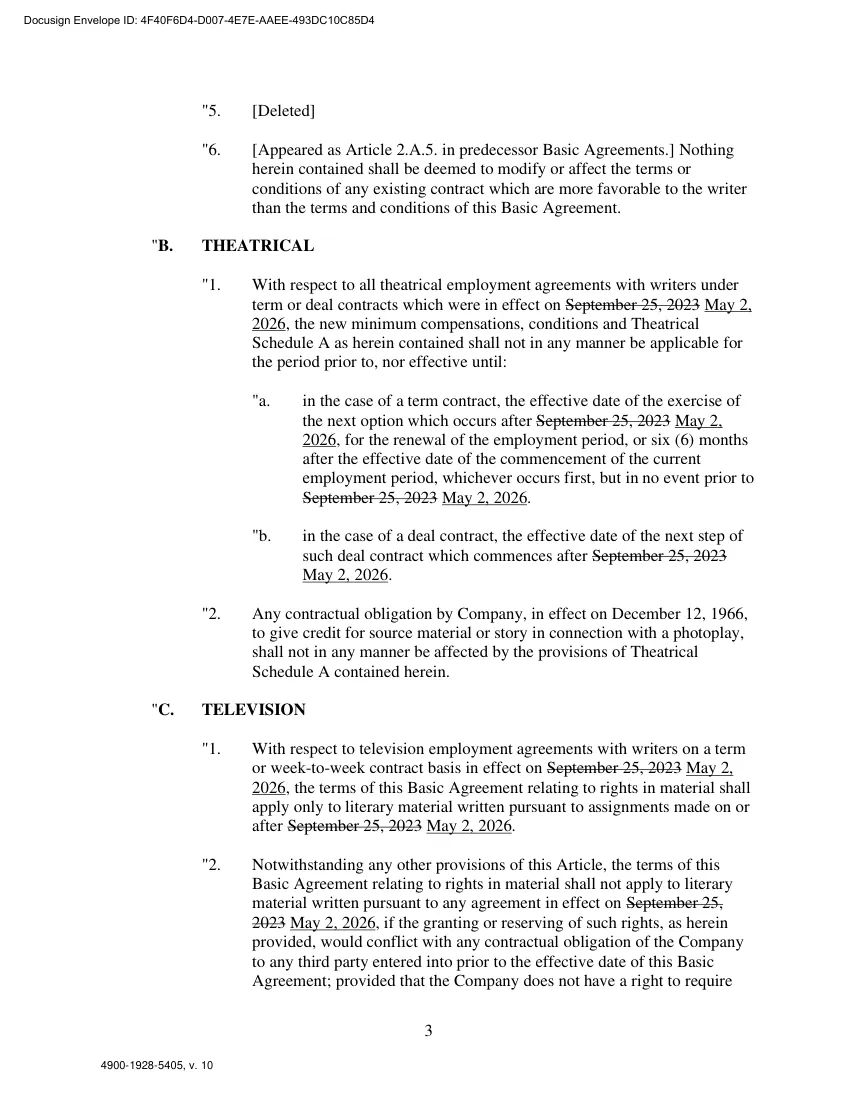 Docusign Envelope ID: 4F40F6D4-D007-4E7E-AAEE-493DC10C85D4
"5. [Deleted]
"6. [Appeared as Article 2.A.5. in predecessor Basic Agreements.] Nothing
herein contained shall be deemed to modify or affect the terms or
conditions of any existing contract which are more favorable to the writer
than the terms and conditions of this Basic Agreement.
"B. THEATRICAL
"1. With respect to all theatrical employment agreements with writers under
term or deal contracts which were in effect on September 25, 2023 May 2,
2026, the new minimum compensations, conditions and Theatrical
Schedule A as herein contained shall not in any manner be applicable for
the period prior to, nor effective until:
"a. in the case of a term contract, the effective date of the exercise of
the next option which occurs after September 25, 2023 May 2,
2026, for the renewal of the employment period, or six (6) months
after the effective date of the commencement of the current
employment period, whichever occurs first, but in no event prior to
September 25, 2023 May 2, 2026.
"b. in the case of a deal contract, the effective date of the next step of
such deal contract which commences after September 25, 2023
May 2, 2026.
"2. Any contractual obligation by Company, in effect on December 12, 1966,
to give credit for source material or story in connection with a photoplay,
shall not in any manner be affected by the provisions of Theatrical
Schedule A contained herein.
"C. TELEVISION
"1. With respect to television employment agreements with writers on a term
or week-to-week contract basis in effect on September 25, 2023 May 2,
2026, the terms of this Basic Agreement relating to rights in material shall
apply only to literary material written pursuant to assignments made on or
after September 25, 2023 May 2, 2026.
"2. Notwithstanding any other provisions of this Article, the terms of this
Basic Agreement relating to rights in material shall not apply to literary
material written pursuant to any agreement in effect on September 25,
2023 May 2, 2026, if the granting or reserving of such rights, as herein
provided, would conflict with any contractual obligation of the Company
to any third party entered into prior to the effective date of this Basic
Agreement; provided that the Company does not have a right to require
3
4900-1928-5405, v. 10